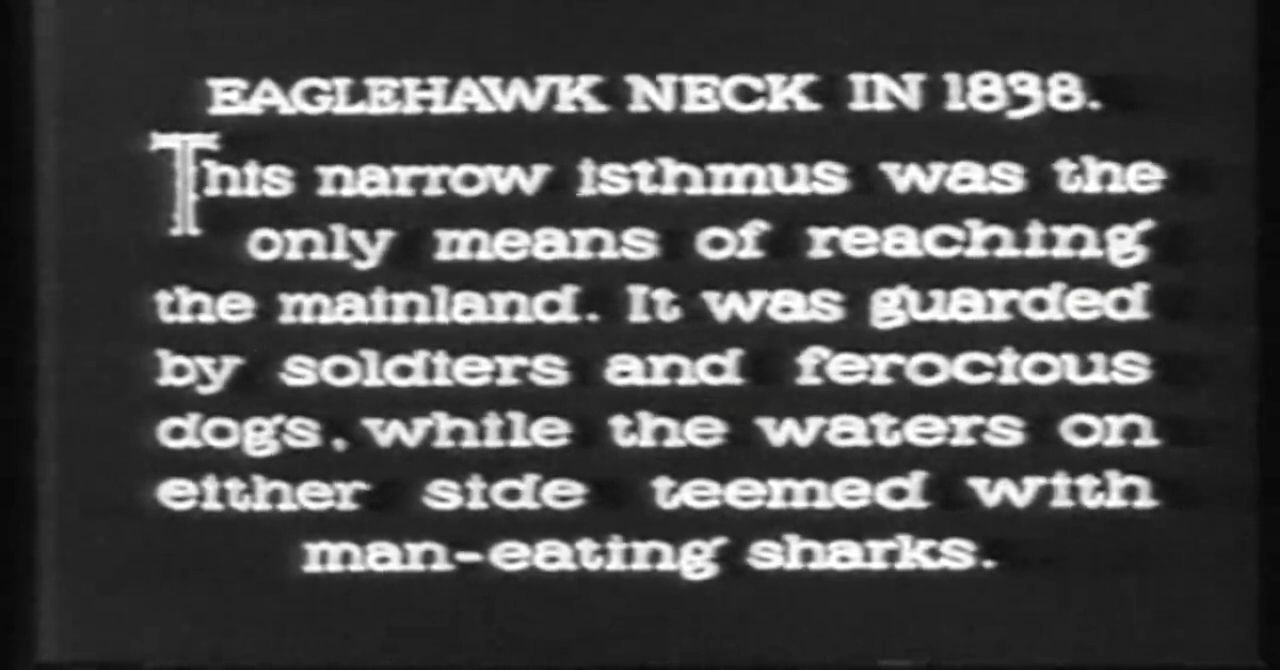 EAGLEHAWK NECK IN 1838.
This narrow isthmus was the
only means of reaching
the mainland. It was guarded
by soldiers and ferocious
dogs, while the waters on
either side teemed with
man-eating sharks.